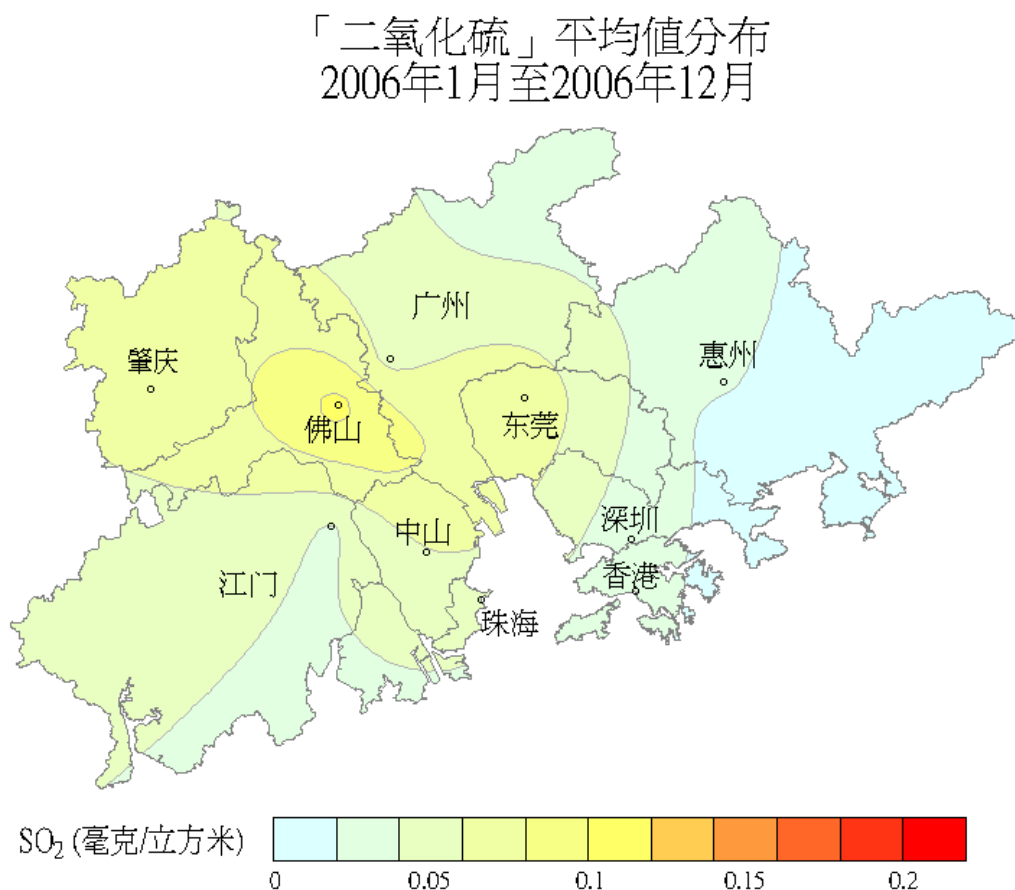 「二氧化硫」平均值分布
2006年1月至2006年12月
广州
肇庆
惠州
佛山
东莞
中山
深圳
江门
香港
珠海
SO₂ (毫克/立方米)
0 0.05 0.1 0.15 0.2